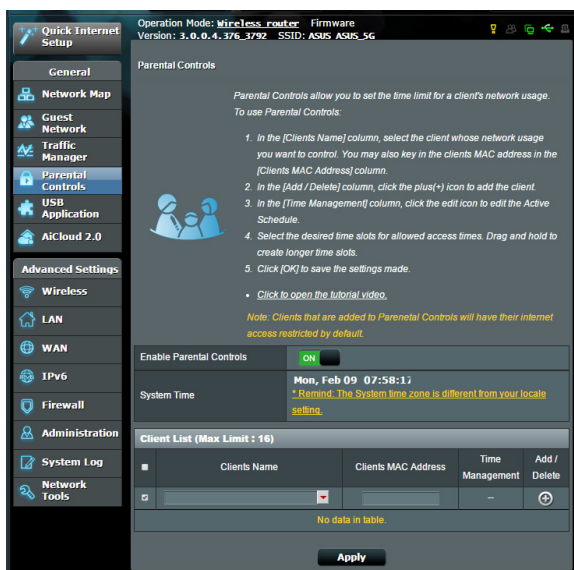 Quick Internet
Setup
Operation Mode: Wireless router Firmware
Version: 3.0.0.4.376_3792 SSID: ASUS ASUS_5G
General
Network Map
Guest
Network
Traffic
Manager
Parental
Controls
USB
Application
AiCloud 2.0
Advanced Settings
Wireless
LAN
WAN
IPv6
Firewall
Administration
System Log
Network
Tools
Parental Controls
Parental Controls allow you to set the time limit for a client's network usage.
To use Parental Controls:
1. In the [Clients Name] column, select the client whose network usage
you want to control. You may also key in the clients MAC address in the
[Clients MAC Address] column.
2. In the [Add / Delete] column, click the plus(+) icon to add the client.
3. In the [Time Management] column, click the edit icon to edit the Active
Schedule.
4. Select the desired time slots for allowed access times. Drag and hold to
create longer time slots.
5. Click [OK] to save the settings made.
• Click to open the tutorial video.
Note: Clients that are added to Parenetal Controls will have their internet
access restricted by default.
Enable Parental Controls ON
System Time Mon, Feb 09 07:58:17
* Remind: The System time zone is different from your locale
setting.
Client List (Max Limit : 16)
Clients Name Clients MAC Address Time
Management Add /
Delete
--
No data in table.
Apply